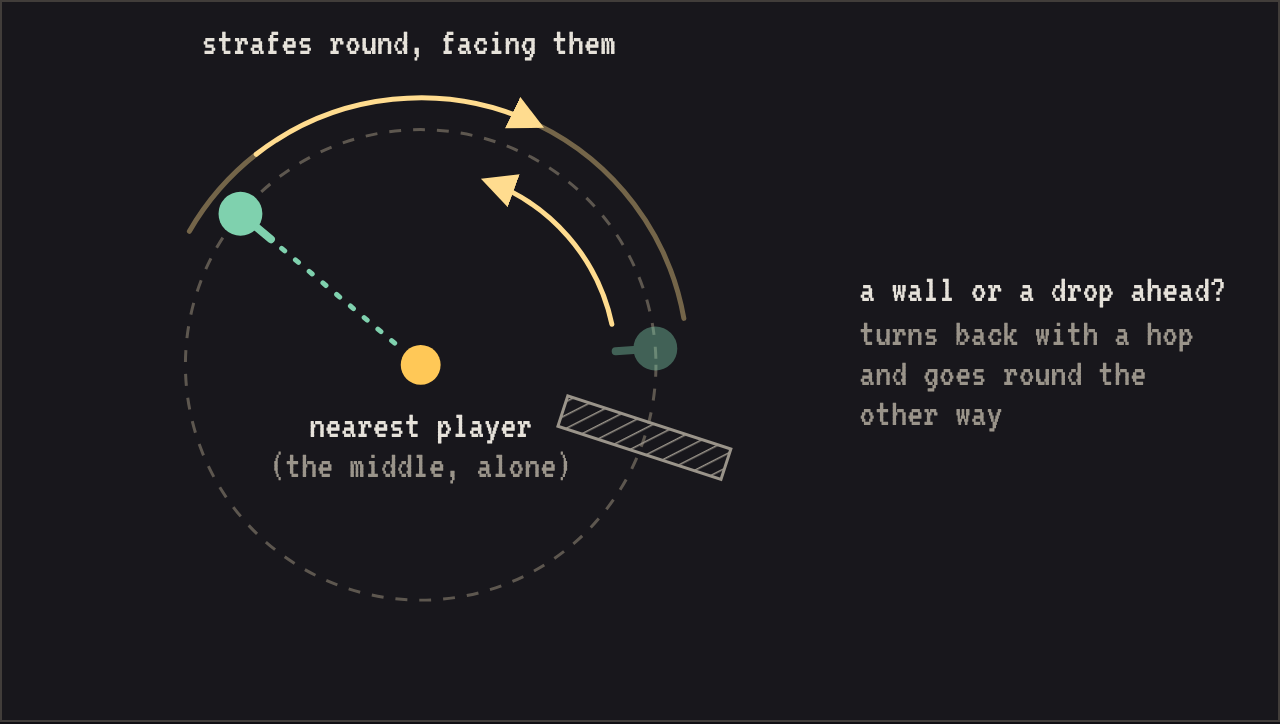 strafes round, facing them
a wall or a drop ahead?
turns back with a hop
and goes round the
other way
nearest player
(the middle, alone)